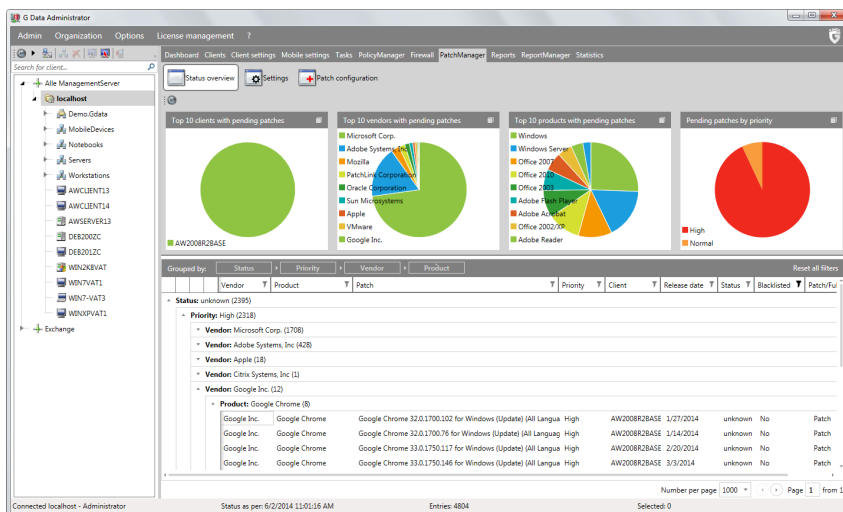 G Data Administrator
Admin Organization Options License management ?
Dashboard Clients Client settings Mobile settings Tasks PolicyManager Firewall PatchManager Reports ReportManager Statistics
Search for client...
Status overview Settings Patch configuration
Alle ManagementServer
localhost
Demo.Gdata
MobileDevices
Notebooks
Servers
Workstations
AWCLIENT13
AWCLIENT14
AWSERVER13
DEB200ZC
DEB201ZC
WIN2K8VAT
WIN7VAT1
WIN7-VAT3
WINXPVAT1
Exchange
Top 10 clients with pending patches
AW2008R2BASE
Top 10 vendors with pending patches
Microsoft Corp.
Adobe Systems, Inc
Mozilla
PatchLink Corporation
Oracle Corporation
Sun Microsystems
Apple
VMware
Google Inc.
Top 10 products with pending patches
Windows
Windows Server
Office 2007
Office 2010
Office 2003
Adobe Flash Player
Adobe Acrobat
Office 2002/XP
Adobe Reader
Pending patches by priority
High
Normal
Grouped by: Status Priority Vendor Product Reset all filters
Vendor Product Patch Priority Client Release date Status Blacklisted Patch/Ful
Status: unknown (2395)
Priority: High (2318)
Vendor: Microsoft Corp. (1708)
Vendor: Adobe Systems, Inc (428)
Vendor: Apple (18)
Vendor: Citrix Systems, Inc (1)
Vendor: Google Inc. (12)
Product: Google Chrome (8)
Google Inc. Google Chrome Google Chrome 32.0.1700.102 for Windows (Update) (All Langua High AW2008R2BASE 1/27/2014 unknown No Patch
Google Inc. Google Chrome Google Chrome 32.0.1700.76 for Windows (Update) (All Languag High AW2008R2BASE 1/14/2014 unknown No Patch
Google Inc. Google Chrome Google Chrome 33.0.1750.117 for Windows (Update) (All Langua High AW2008R2BASE 2/20/2014 unknown No Patch
Google Inc. Google Chrome Google Chrome 33.0.1750.146 for Windows (Update) (All Langua High AW2008R2BASE 3/3/2014 unknown No Patch
Number per page 1000 Page 1 from 1
Connected localhost - Administrator Status as per: 6/2/2014 11:01:16 AM Entries: 4804 Selected: 0